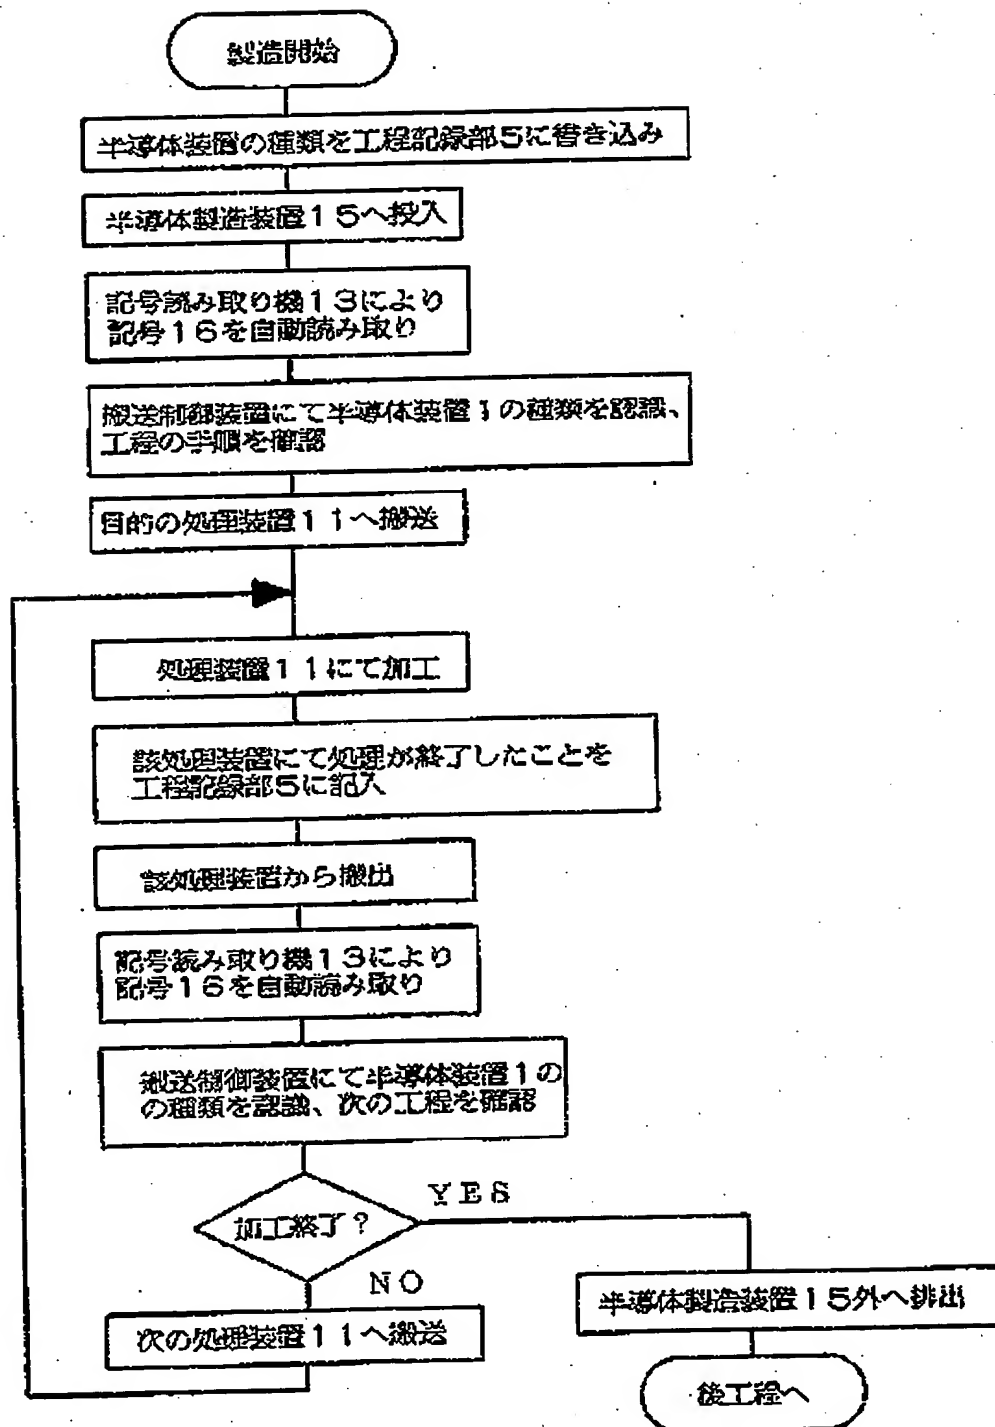 製造開始
半導体装置の種類を工程記録部5に書き込み
半導体製造装置15へ投入
記号読み取り機13により
記号16を自動読み取り
搬送制御装置にて半導体装置1の種類を認識、
工程の手順を確認
目的の処理装置11へ搬送
処理装置11にて加工
該処理装置にて処理が終了したことを
工程記録部5に記入
該処理装置から搬出
記号読み取り機13により
記号16を自動読み取り
搬送制御装置にて半導体装置1の
の種類を認識、次の工程を確認
YES
加工終了?
NO
半導体製造装置15外へ排出
次の処理装置11へ搬送
後工程へ